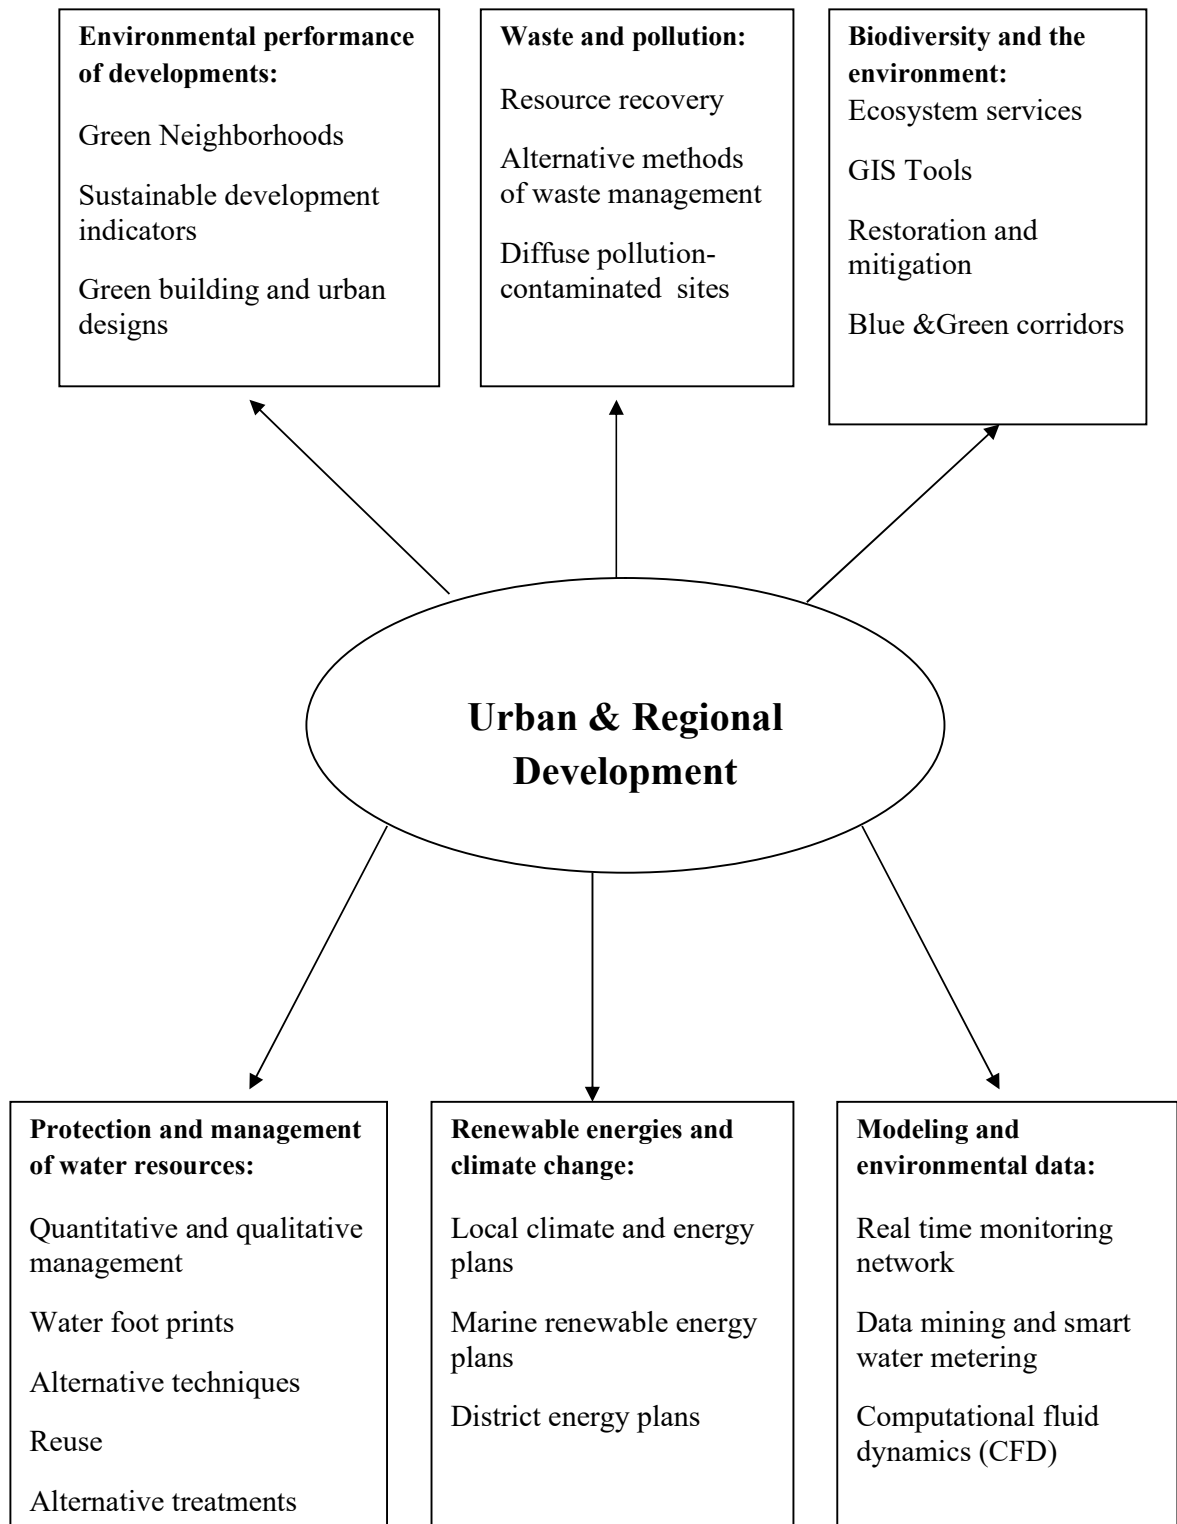 Environmental performance
of developments:
Green Neighborhoods
Sustainable development
indicators
Green building and urban
designs
Waste and pollution:
Resource recovery
Alternative methods
of waste management
Diffuse pollution-
contaminated  sites
Biodiversity and the
environment:
Ecosystem services
GIS Tools
Restoration and
mitigation
Blue &Green corridors
Urban & Regional
Development
Protection and management
of water resources:
Quantitative and qualitative
management
Water foot prints
Alternative techniques
Reuse
Alternative treatments
Renewable energies and
climate change:
Local climate and energy
plans
Marine renewable energy
plans
District energy plans
Modeling and
environmental data:
Real time monitoring
network
Data mining and smart
water metering
Computational fluid
dynamics (CFD)